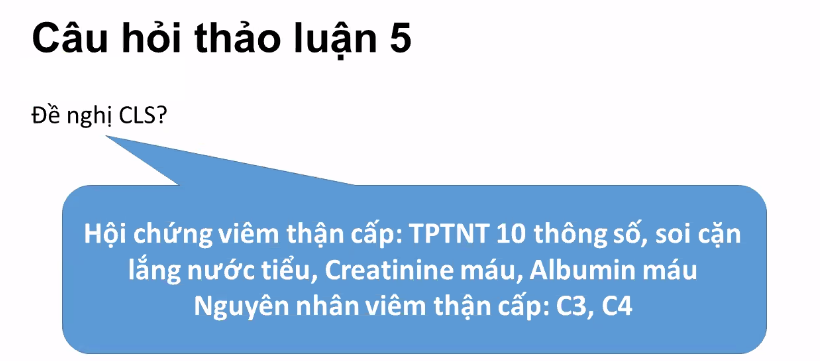 Câu hỏi thảo luận 5
Đề nghị CLS?
Hội chứng viêm thận cấp: TPTNT 10 thông số, soi cặn
lắng nước tiểu, Creatinine máu, Albumin máu
Nguyên nhân viêm thận cấp: C3, C4